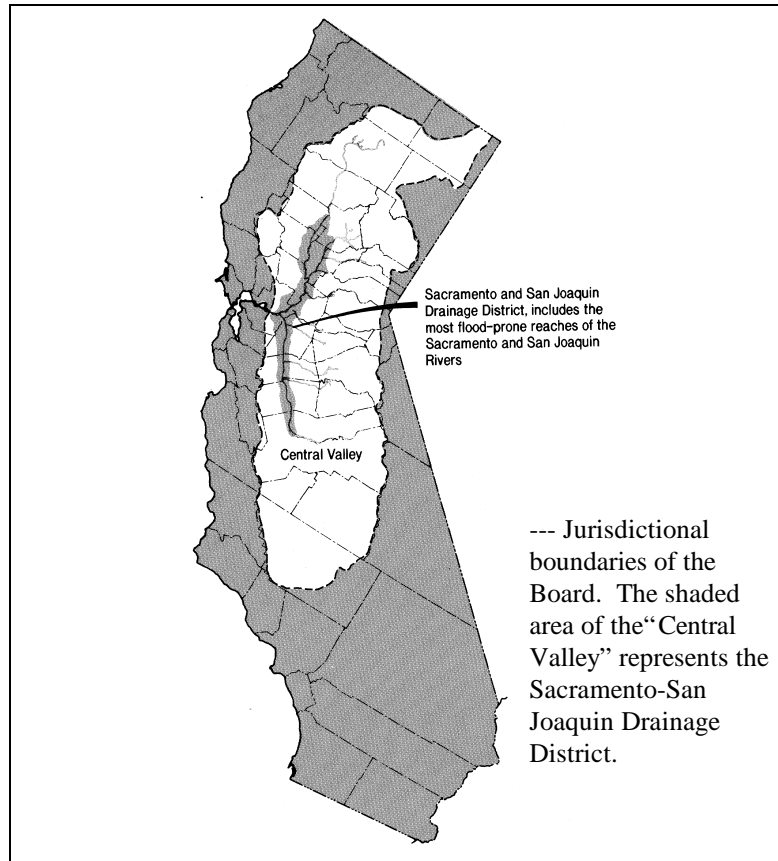 Sacramento and San Joaquin
Drainage District, includes the
most flood-prone reaches of the
Sacramento and San Joaquin
Rivers
Central Valley
--- Jurisdictional
boundaries of the
Board.  The shaded
area of the“Central
Valley” represents the
Sacramento-San
Joaquin Drainage
District.